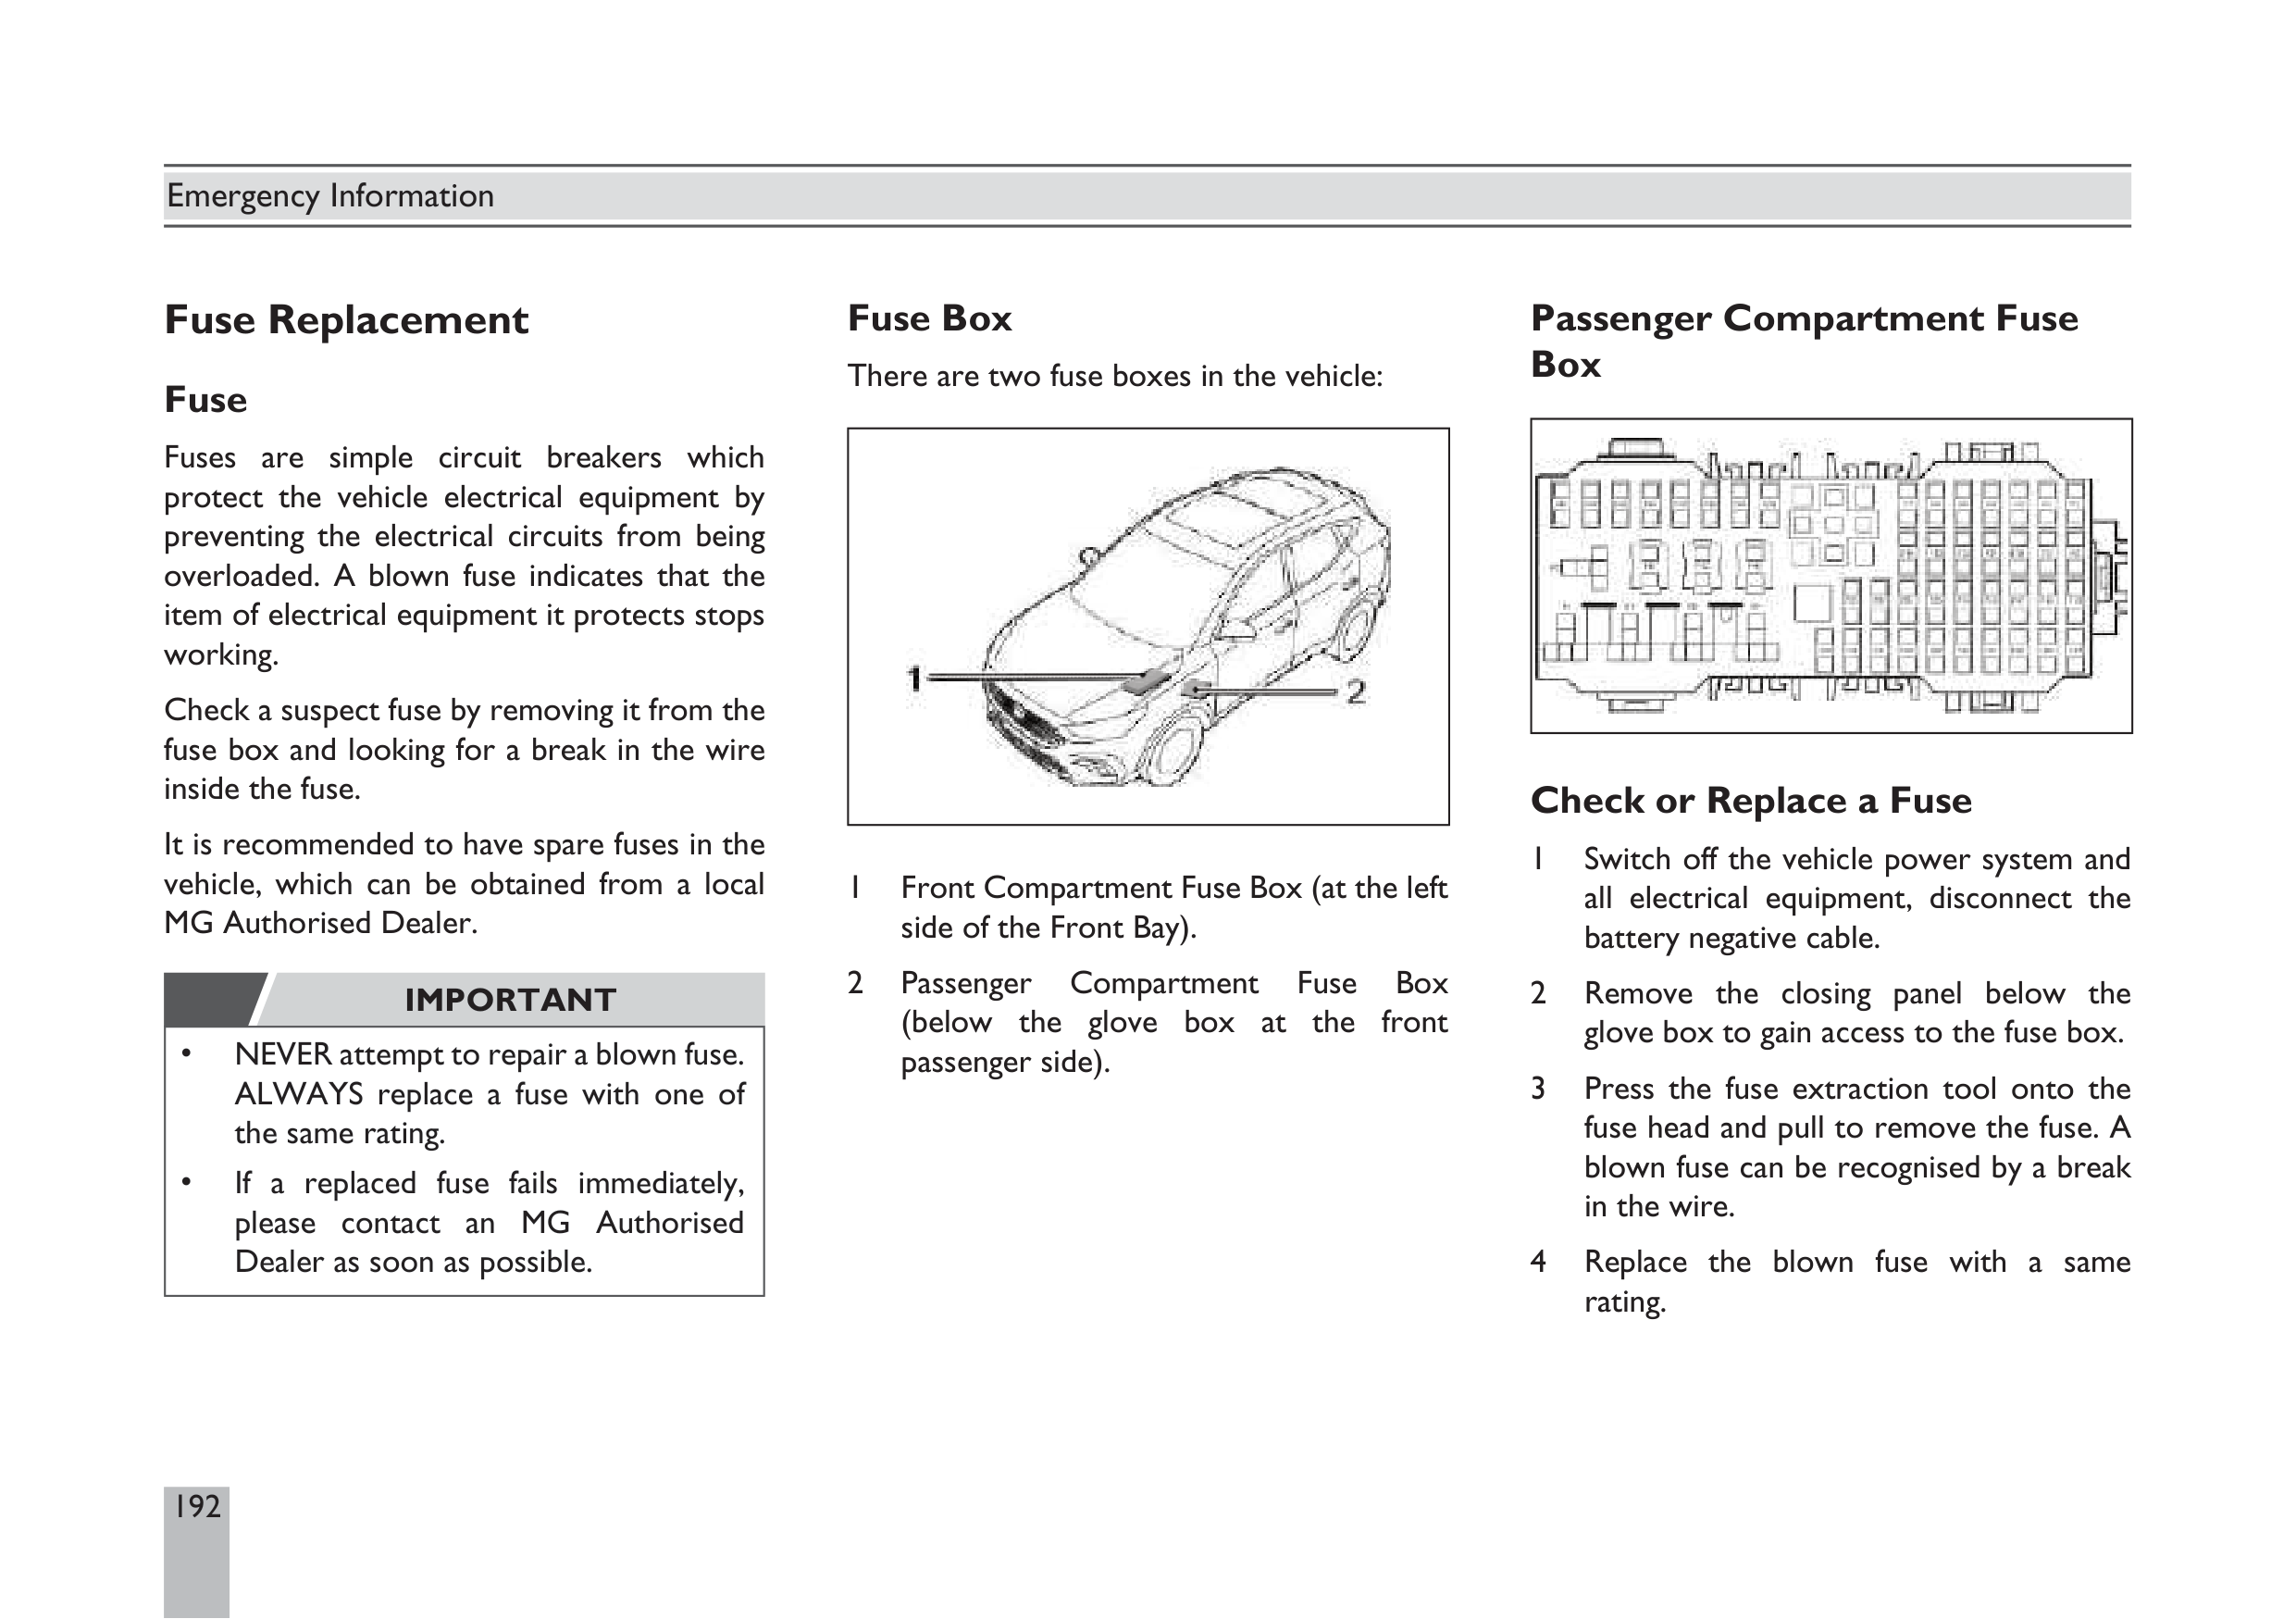 Emergency Information
Fuse Replacement
Fuse
Fuses are simple circuit breakers which
protect the vehicle electrical equipment by
preventing the electrical circuits from being
overloaded. A blown fuse indicates that the
item of electrical equipment it protects stops
working.
Check a suspect fuse by removing it from the
fuse box and looking for a break in the wire
inside the fuse.
It is recommended to have spare fuses in the
vehicle, which can be obtained from a local
MG Authorised Dealer.
IMPORTANT
• NEVER attempt to repair a blown fuse.
ALWAYS replace a fuse with one of
the same rating.
• If a replaced fuse fails immediately,
please contact an MG Authorised
Dealer as soon as possible.
Fuse Box
There are two fuse boxes in the vehicle:
1
2
1 Front Compartment Fuse Box (at the left
side of the Front Bay).
2 Passenger Compartment Fuse Box
(below the glove box at the front
passenger side).
Passenger Compartment Fuse
Box
Check or Replace a Fuse
1 Switch off the vehicle power system and
all electrical equipment, disconnect the
battery negative cable.
2 Remove the closing panel below the
glove box to gain access to the fuse box.
3 Press the fuse extraction tool onto the
fuse head and pull to remove the fuse. A
blown fuse can be recognised by a break
in the wire.
4 Replace the blown fuse with a same
rating.
192